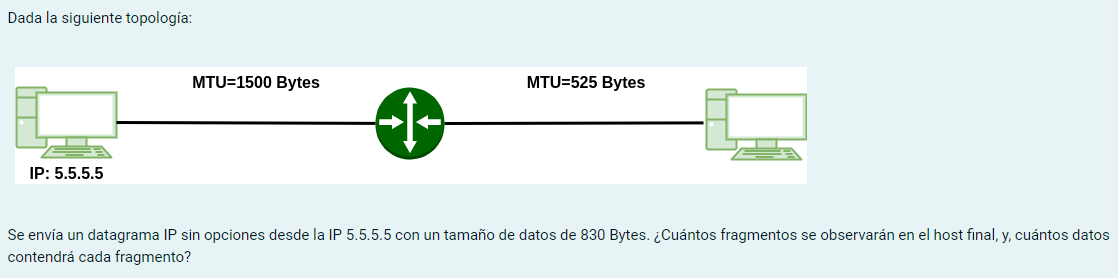 Dada la siguiente topología:
MTU=1500 Bytes
MTU=525 Bytes
IP: 5.5.5.5
Se envía un datagrama IP sin opciones desde la IP 5.5.5.5 con un tamaño de datos de 830 Bytes. ¿Cuántos fragmentos se observarán en el host final, y, cuántos datos
contendrá cada fragmento?